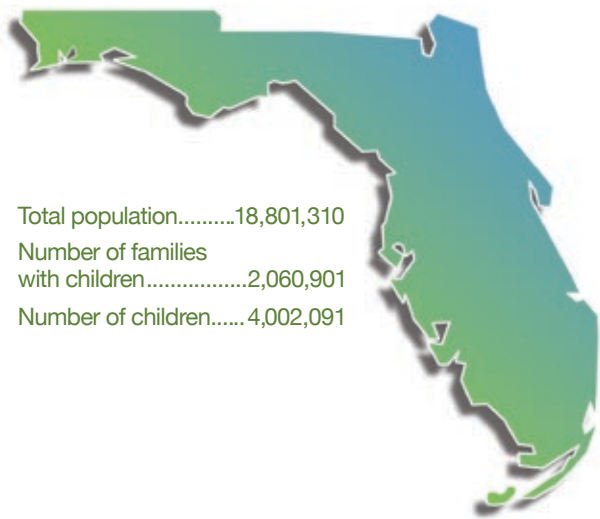 Total population..........18,801,310
Number of families
with children.................2,060,901
Number of children...... 4,002,091